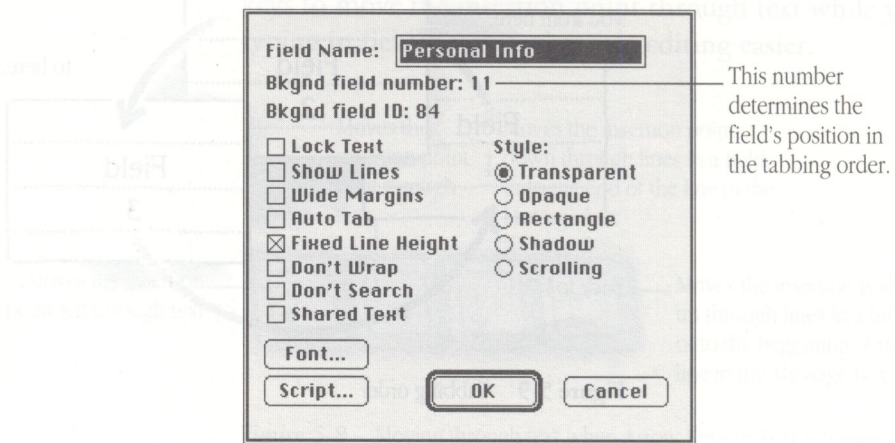 Field Name: Personal Info
Bkgnd field number: 11
Bkgnd field ID: 84
Lock Text
Show Lines
Wide Margins
Auto Tab
Fixed Line Height
Don't Wrap
Don't Search
Shared Text
Style:
Transparent
Opaque
Rectangle
Shadow
Scrolling
Font...
Script...
OK
Cancel
This number
determines the
field's position in
the tabbing order.